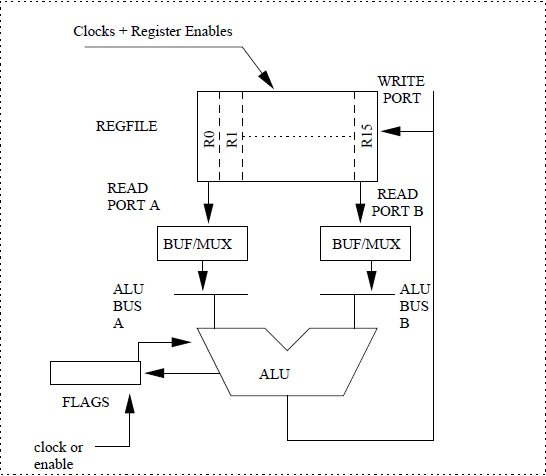 Clocks + Register Enables
WRITE
PORT
REGFILE
R0
R1
R15
READ
PORT A
READ
PORT B
BUF/MUX
BUF/MUX
ALU
BUS
A
ALU
BUS
B
ALU
FLAGS
clock or
enable